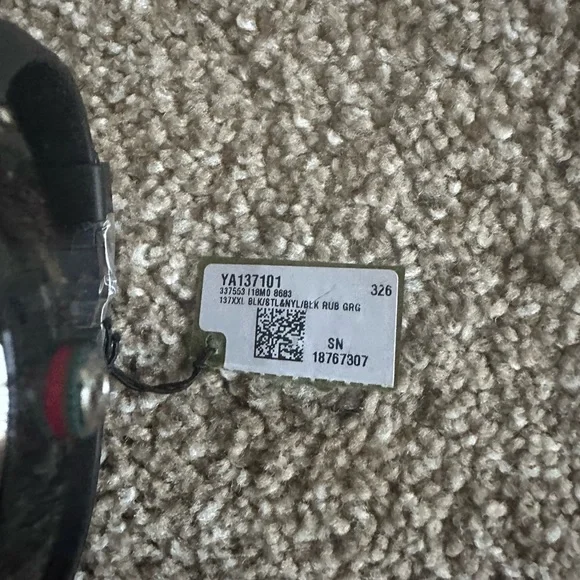 YA137101
326
337553 I18M0 8683
137XXL BLK/STL&NYL/BLK RUB GRG
SN
18767307